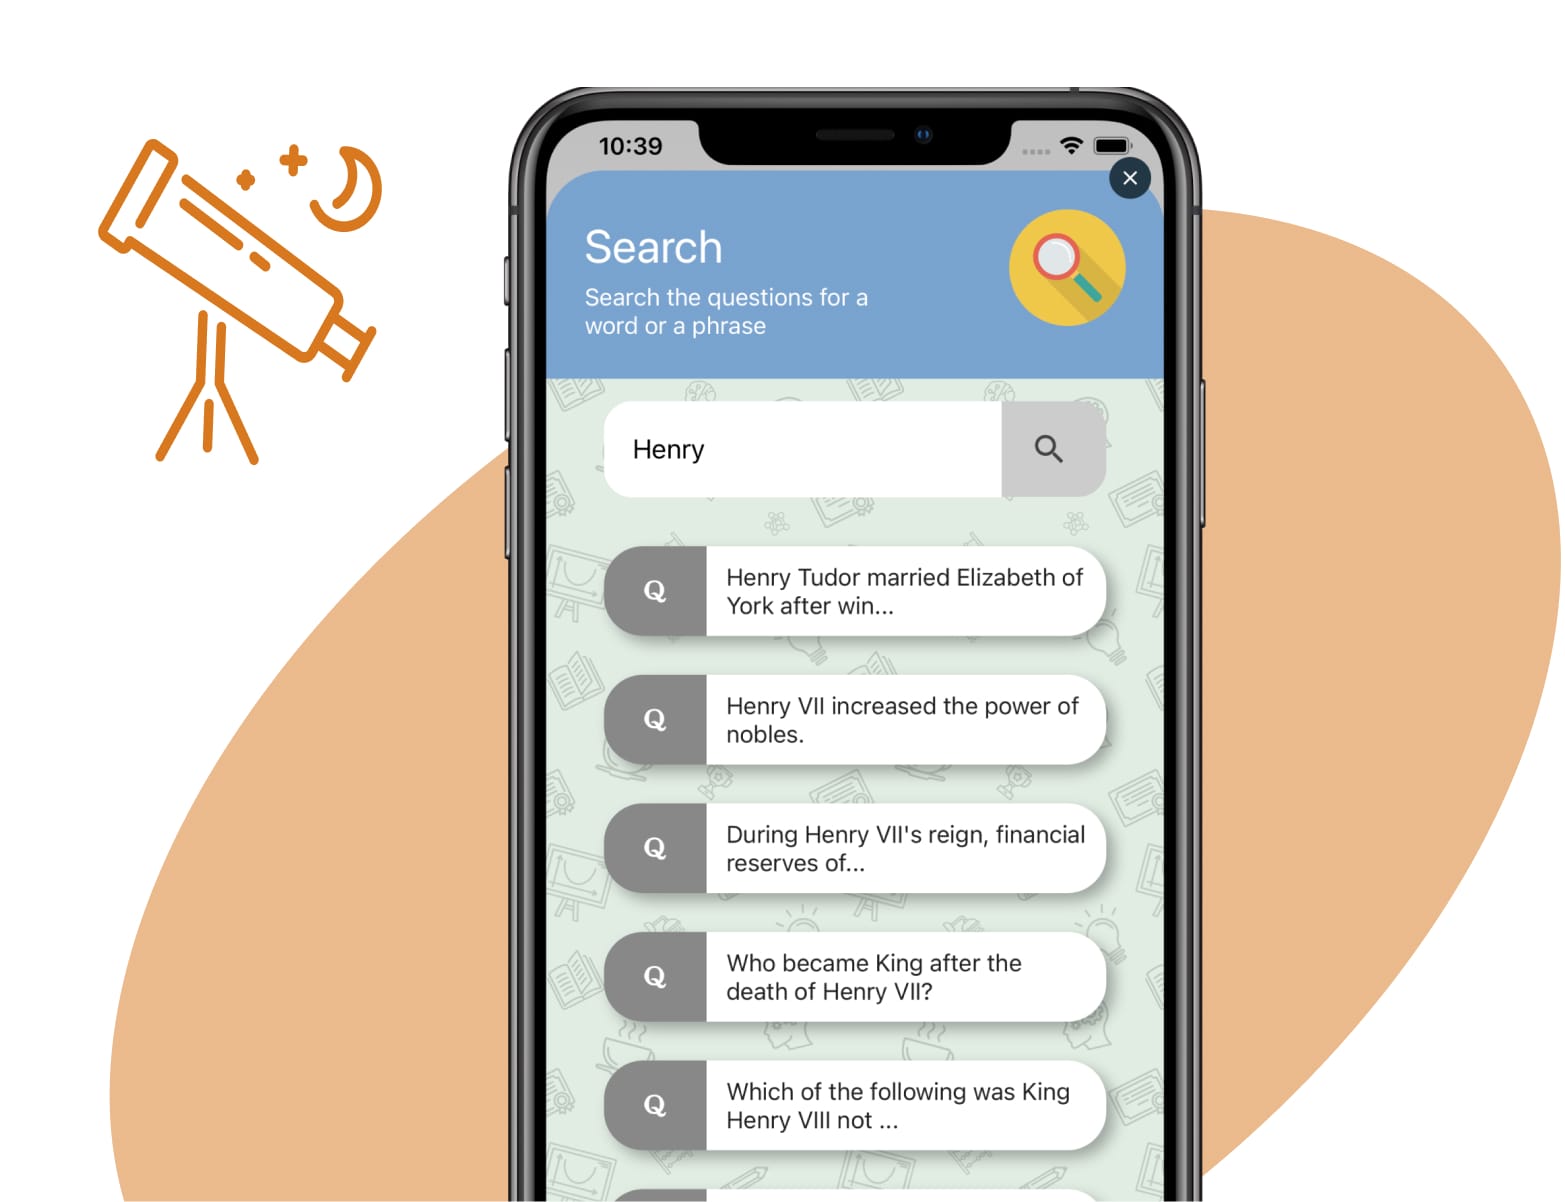 10:39
Search
Search the questions for a
word or a phrase
Henry
Q
Henry Tudor married Elizabeth of
York after win...
Q
Henry VII increased the power of
nobles.
Q
During Henry VII's reign, financial
reserves of...
Q
Who became King after the
death of Henry VII?
Q
Which of the following was King
Henry VIII not ...